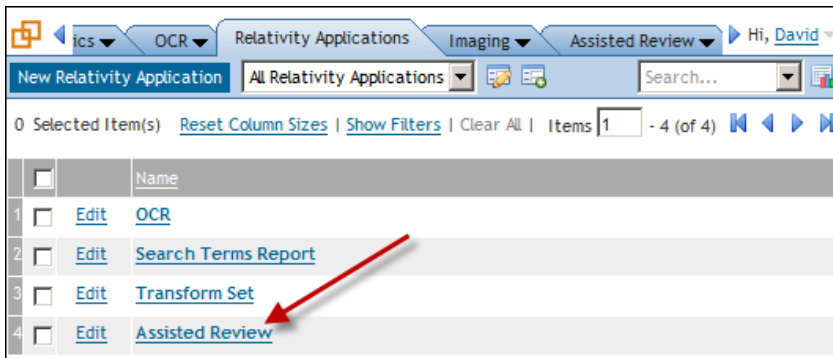 ics OCR Relativity Applications Imaging Assisted Review Hi, David
New Relativity Application All Relativity Applications Search...
0 Selected Item(s) Reset Column Sizes | Show Filters | Clear All | Items 1 - 4 (of 4)
Name
1 Edit OCR
2 Edit Search Terms Report
3 Edit Transform Set
4 Edit Assisted Review